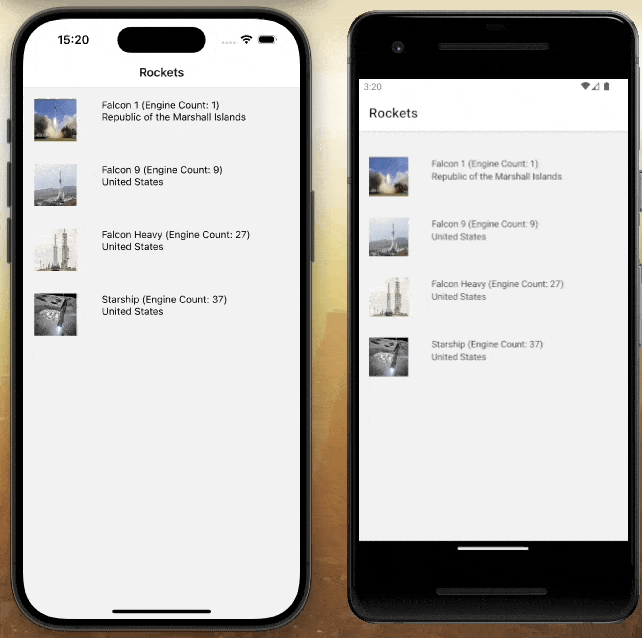 15:20
Rockets
Falcon 1 (Engine Count: 1)
Republic of the Marshall Islands
Falcon 9 (Engine Count: 9)
United States
Falcon Heavy (Engine Count: 27)
United States
Starship (Engine Count: 37)
United States
3:20
Rockets
Falcon 1 (Engine Count: 1)
Republic of the Marshall Islands
Falcon 9 (Engine Count: 9)
United States
Falcon Heavy (Engine Count: 27)
United States
Starship (Engine Count: 37)
United States